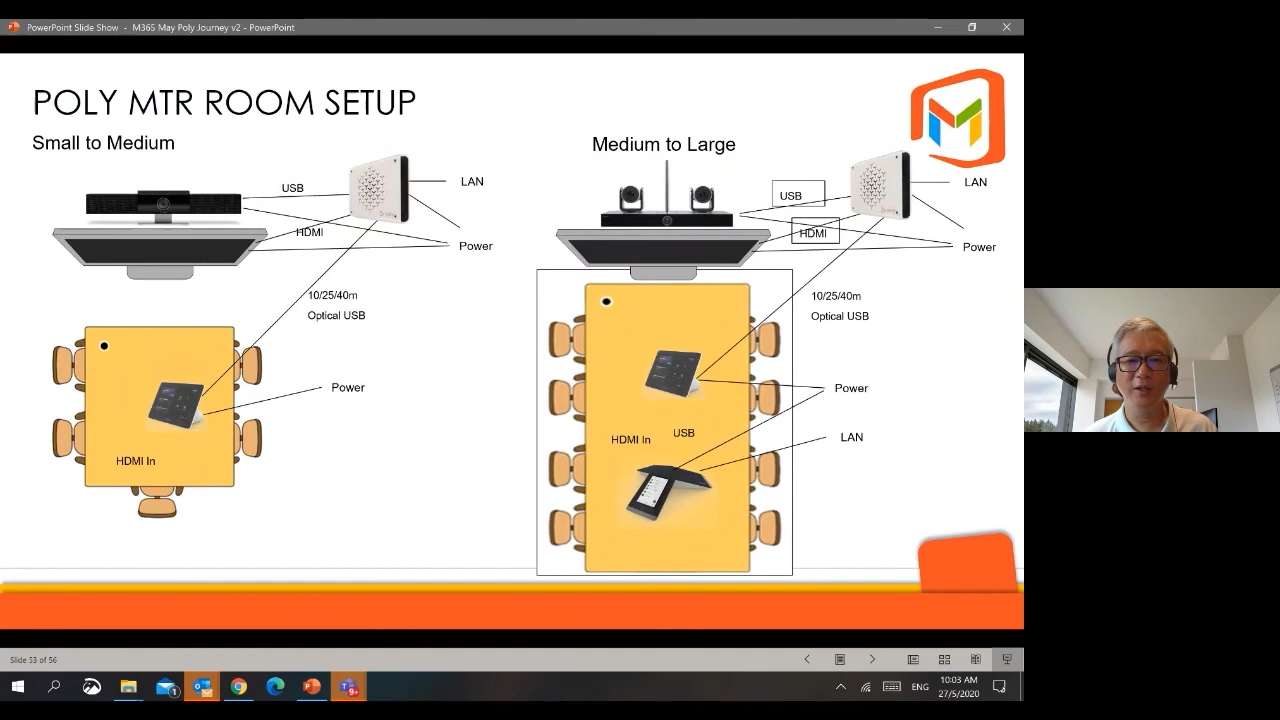 PowerPoint Slide Show - M365 May Poly Journey v2 - PowerPoint
POLY MTR ROOM SETUP
Small to Medium
USB
LAN
HDMI
Power
10/25/40m
Optical USB
Power
HDMI In
Medium to Large
USB
LAN
HDMI
Power
10/25/40m
Optical USB
Power
USB
HDMI In
LAN
Slide 53 of 56
1
9+
ENG
10:03 AM
27/5/2020